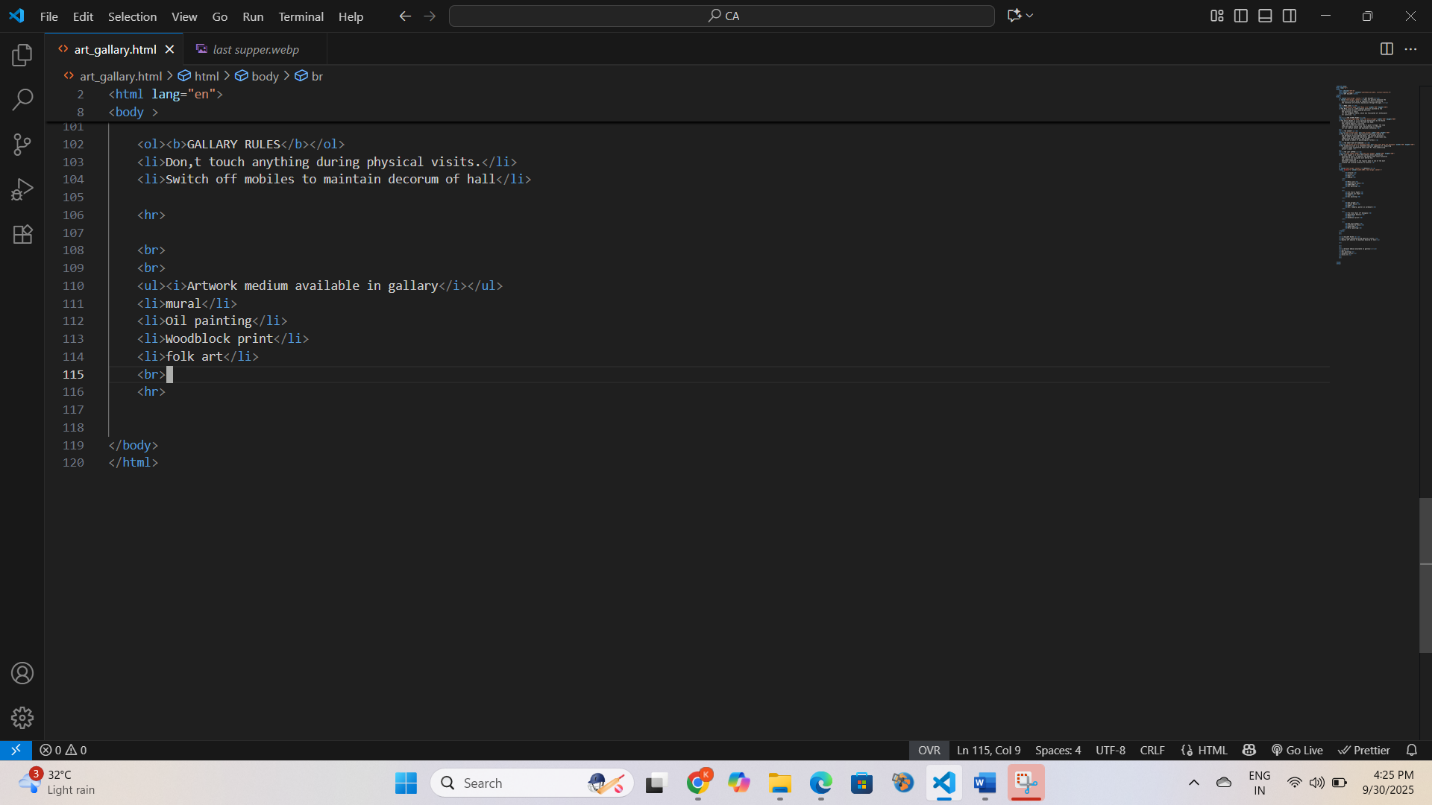 File Edit Selection View Go Run Terminal Help
CA
art_gallary.html
last supper.webp
art_gallary.html > html > body > br
2 <html lang="en">
8 <body >
101
102 <ol><b>GALLARY RULES</b></ol>
103 <li>Don,t touch anything during physical visits.</li>
104 <li>Switch off mobiles to maintain decorum of hall</li>
105
106 <hr>
107
108 <br>
109 <br>
110 <ul><i>Artwork medium available in gallary</i></ul>
111 <li>mural</li>
112 <li>Oil painting</li>
113 <li>Woodblock print</li>
114 <li>folk art</li>
115 <br>
116 <hr>
117
118
119 </body>
120 </html>
0 0 OVR Ln 115, Col 9 Spaces: 4 UTF-8 CRLF HTML Go Live Prettier
3 32°C
Light rain
Search
K
ENG
IN
4:25 PM
9/30/2025